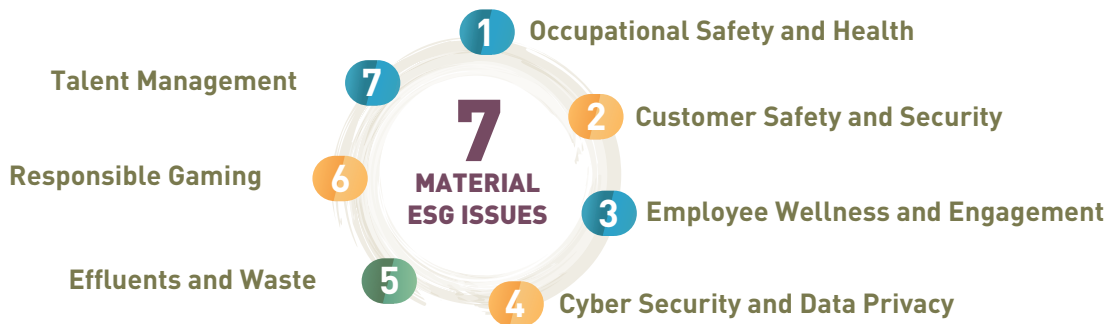 1 Occupational Safety and Health
2 Customer Safety and Security
3 Employee Wellness and Engagement
4 Cyber Security and Data Privacy
5 Effluents and Waste
6 Responsible Gaming
7 Talent Management
7
MATERIAL
ESG ISSUES